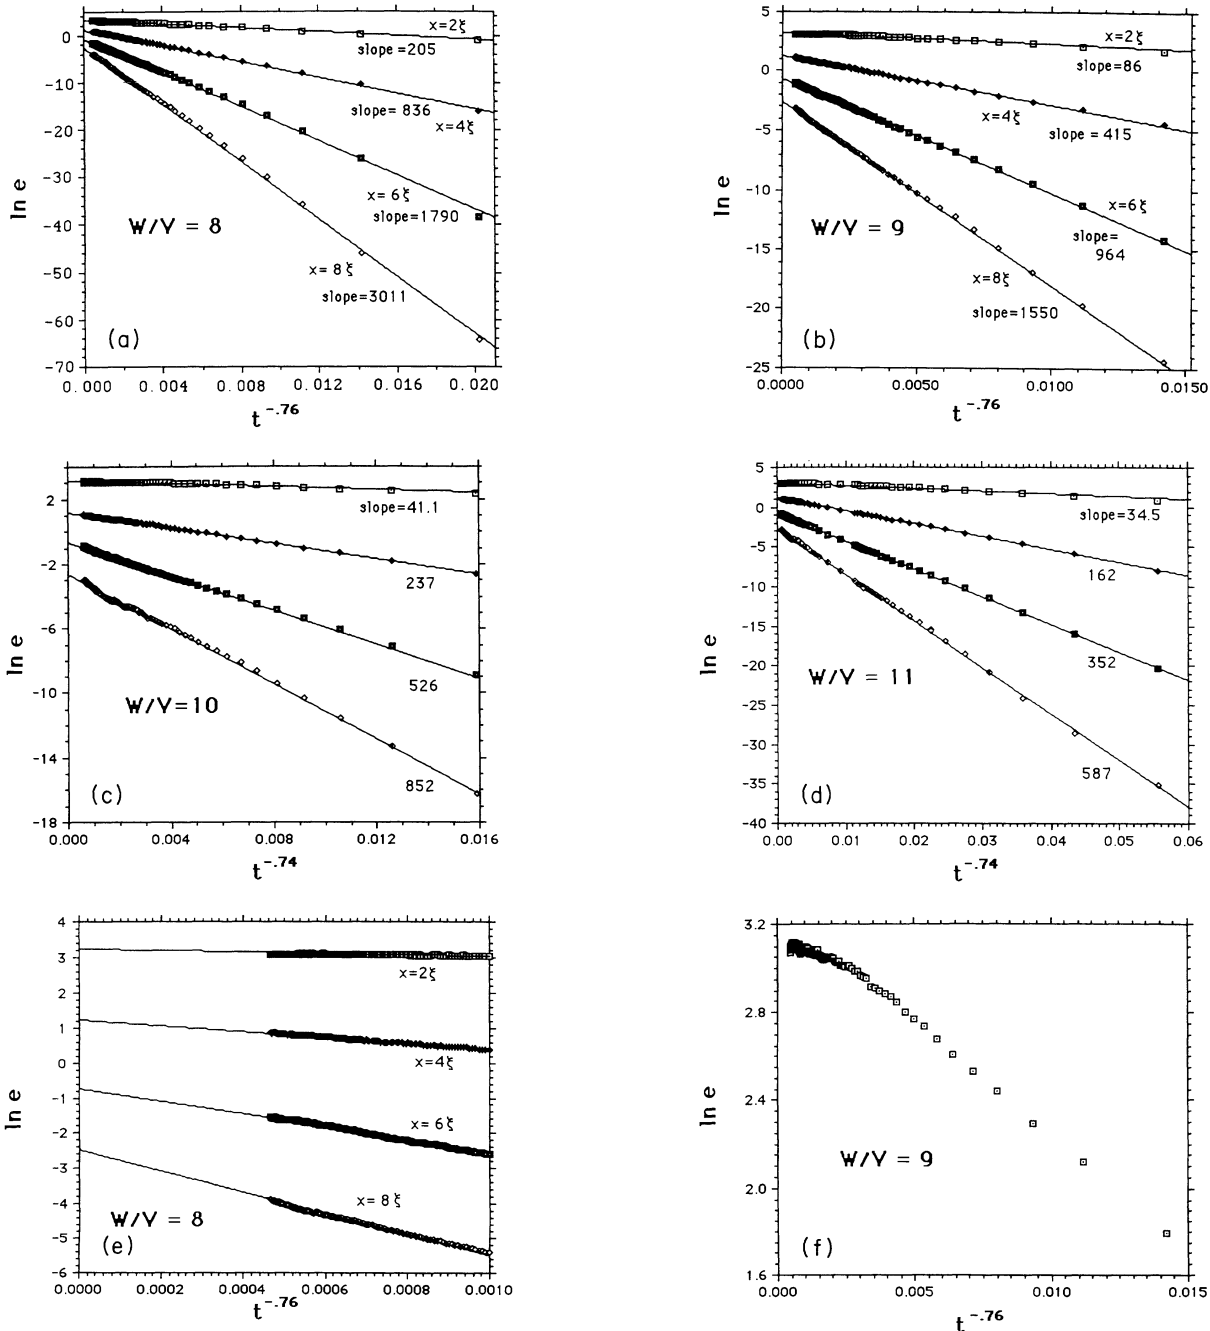 0
-10
-20
-30
-40
-50
-60
-70
ln e
x=2ξ
slope=205
slope=836
x=4ξ
x=6ξ
slope=1790
W/V = 8
x=8ξ
slope=3011
(a)
0.000 0.004 0.008 0.012 0.016 0.020
t^-.76
5
0
-5
-10
-15
-20
-25
ln e
x=2ξ
slope=86
x=4ξ
slope=415
x=6ξ
W/V = 9
slope=
964
x=8ξ
slope=1550
(b)
0.0000 0.0050 0.0100 0.0150
t^-.76
2
-2
-6
-10
-14
-18
ln e
slope=41.1
237
526
W/V=10
852
(c)
0.000 0.004 0.008 0.012 0.016
t^-.74
5
0
-5
-10
-15
-20
-25
-30
-35
-40
ln e
slope=34.5
162
352
W/V = 11
587
(d)
0.00 0.01 0.02 0.03 0.04 0.05 0.06
t^-.74
4
3
2
1
0
-1
-2
-3
-4
-5
-6
ln e
x=2ξ
x=4ξ
x=6ξ
x=8ξ
W/V = 8
(e)
0.0000 0.0002 0.0004 0.0006 0.0008 0.0010
t^-.76
3.2
2.8
2.4
2.0
1.6
ln e
W/V = 9
(f)
0.000 0.005 0.010 0.015
t^-.76